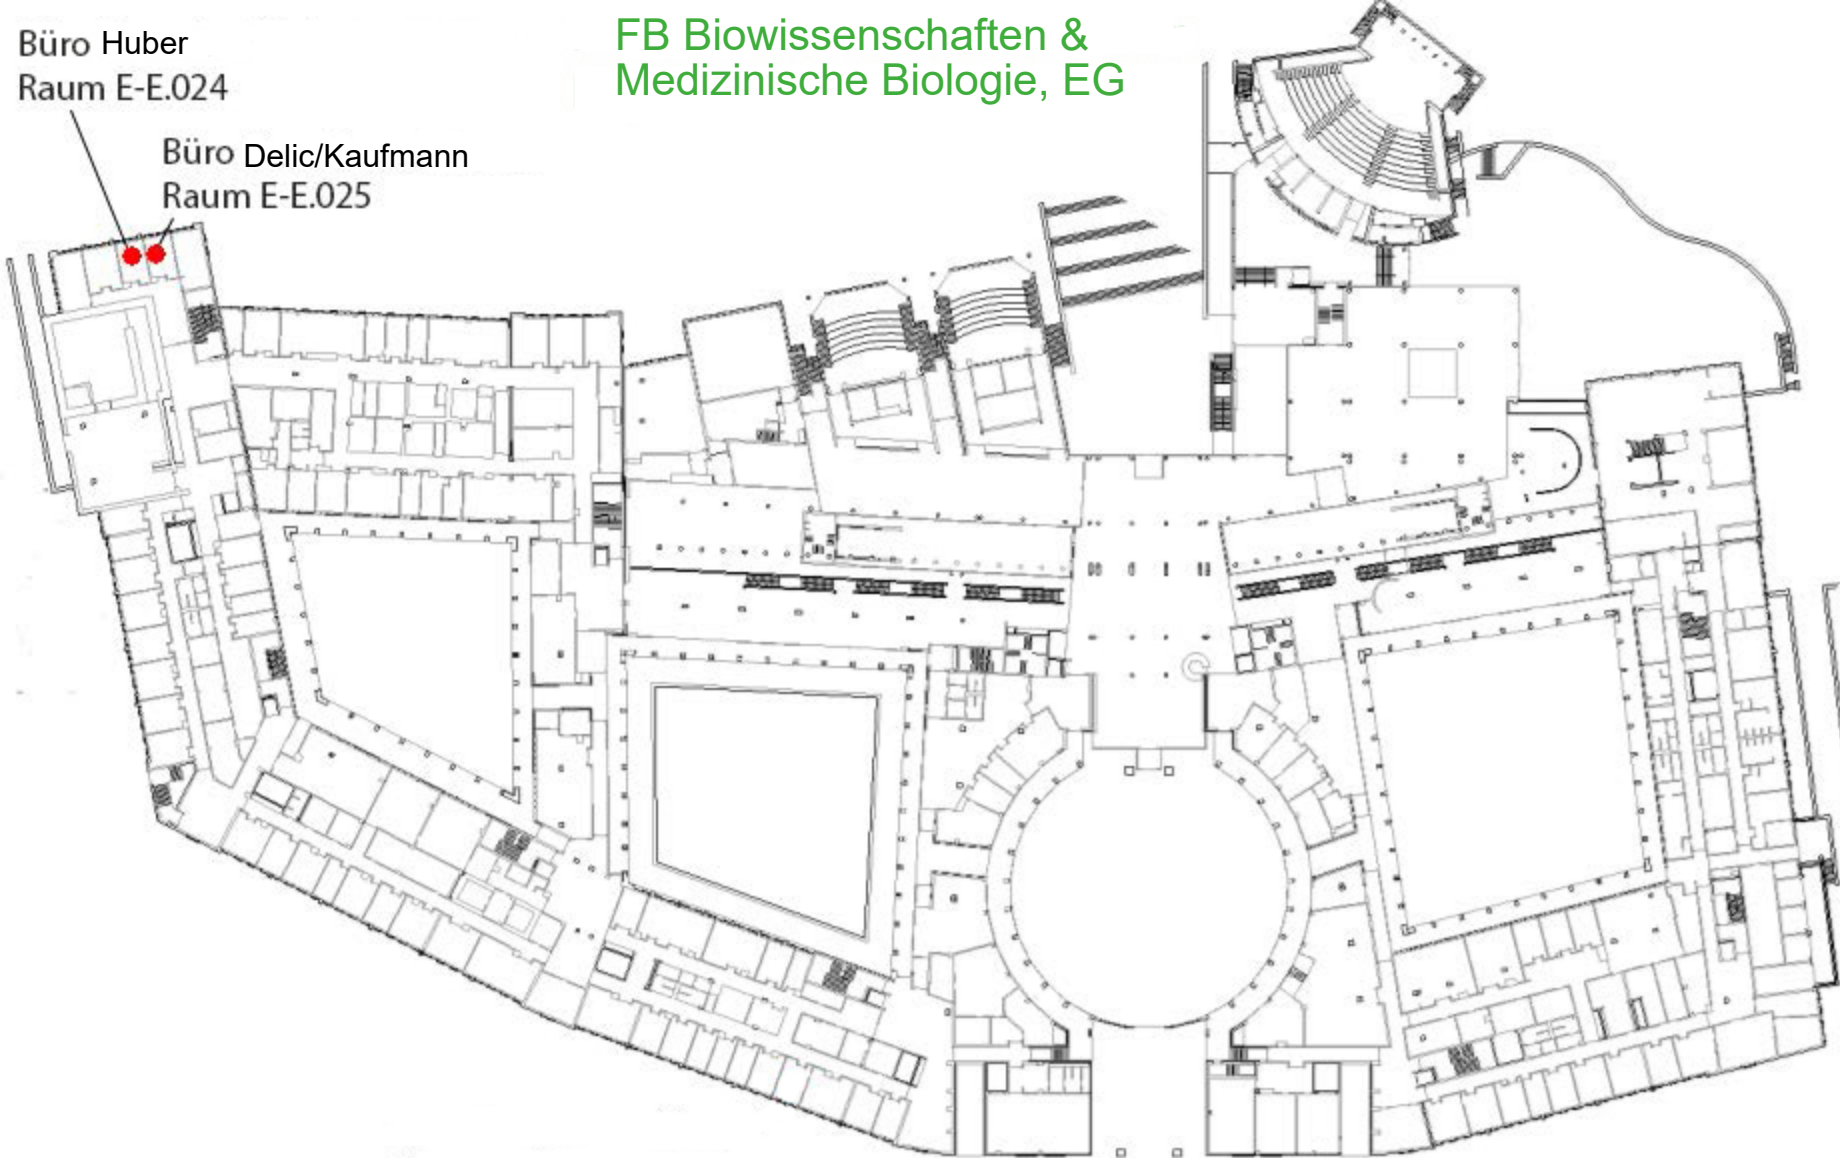 FB Biowissenschaften &
Medizinische Biologie, EG
Büro Huber
Raum E-E.024
Büro Delic/Kaufmann
Raum E-E.025